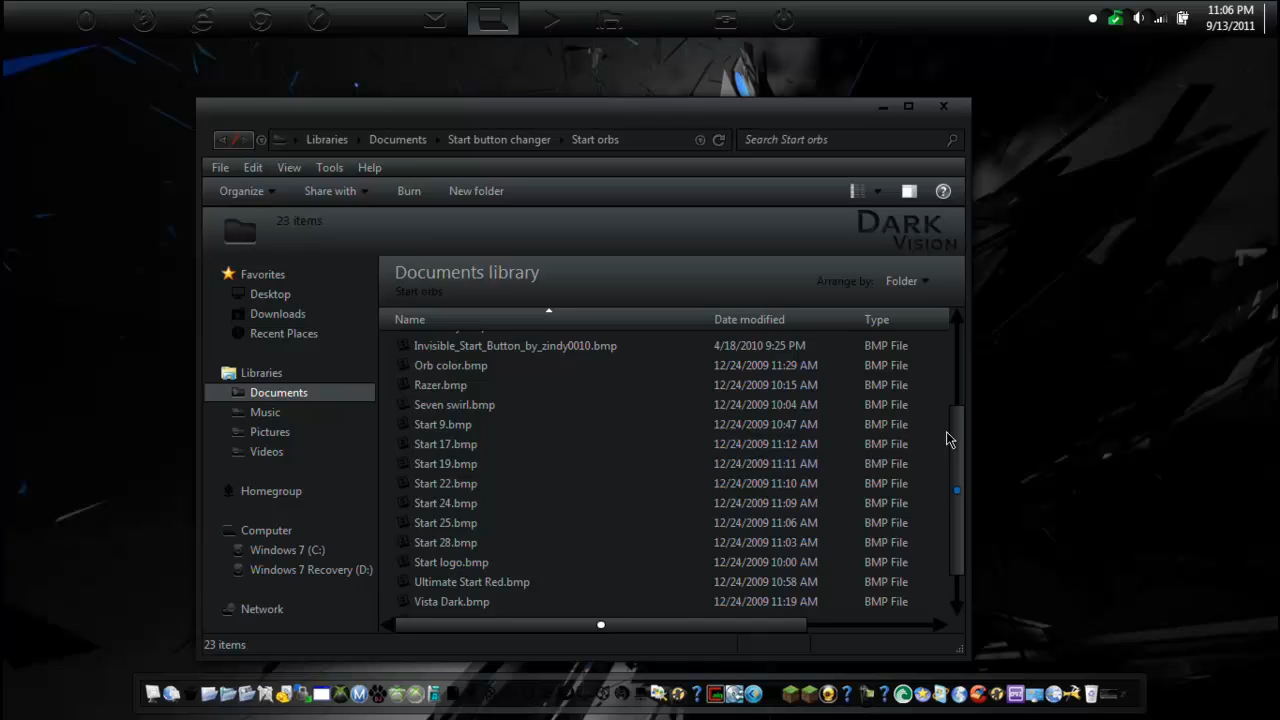 11:06 PM
9/13/2011
Libraries Documents Start button changer Start orbs Search Start orbs
File Edit View Tools Help
Organize Share with Burn New folder
23 items
DARK
VISION
Favorites
Desktop
Downloads
Recent Places
Libraries
Documents
Music
Pictures
Videos
Homegroup
Computer
Windows 7 (C:)
Windows 7 Recovery (D:)
Network
Documents library
Start orbs
Arrange by: Folder
Name Date modified Type
Invisible_Start_Button_by_zindy0010.bmp 4/18/2010 9:25 PM BMP File
Orb color.bmp 12/24/2009 11:29 AM BMP File
Razer.bmp 12/24/2009 10:15 AM BMP File
Seven swirl.bmp 12/24/2009 10:04 AM BMP File
Start 9.bmp 12/24/2009 10:47 AM BMP File
Start 17.bmp 12/24/2009 11:12 AM BMP File
Start 19.bmp 12/24/2009 11:11 AM BMP File
Start 22.bmp 12/24/2009 11:10 AM BMP File
Start 24.bmp 12/24/2009 11:09 AM BMP File
Start 25.bmp 12/24/2009 11:06 AM BMP File
Start 28.bmp 12/24/2009 11:03 AM BMP File
Start logo.bmp 12/24/2009 10:00 AM BMP File
Ultimate Start Red.bmp 12/24/2009 10:58 AM BMP File
Vista Dark.bmp 12/24/2009 11:19 AM BMP File
23 items